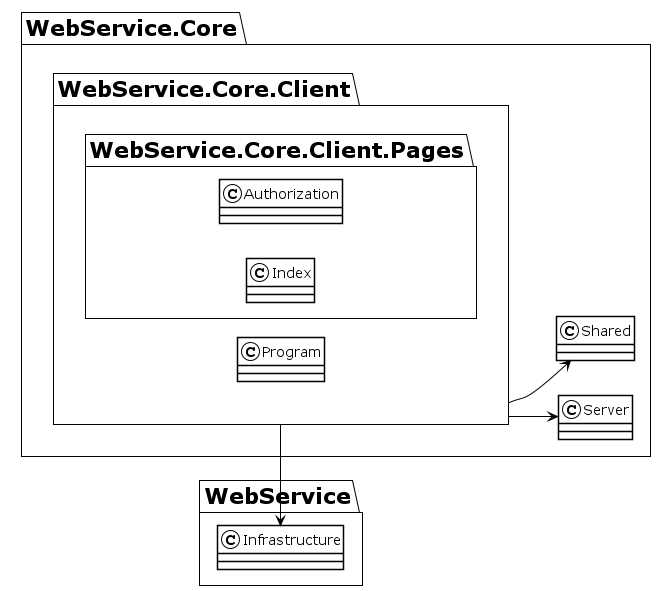 WebService.Core
WebService.Core.Client
WebService.Core.Client.Pages
C Authorization
C Index
C Program
C Shared
C Server
WebService
C Infrastructure